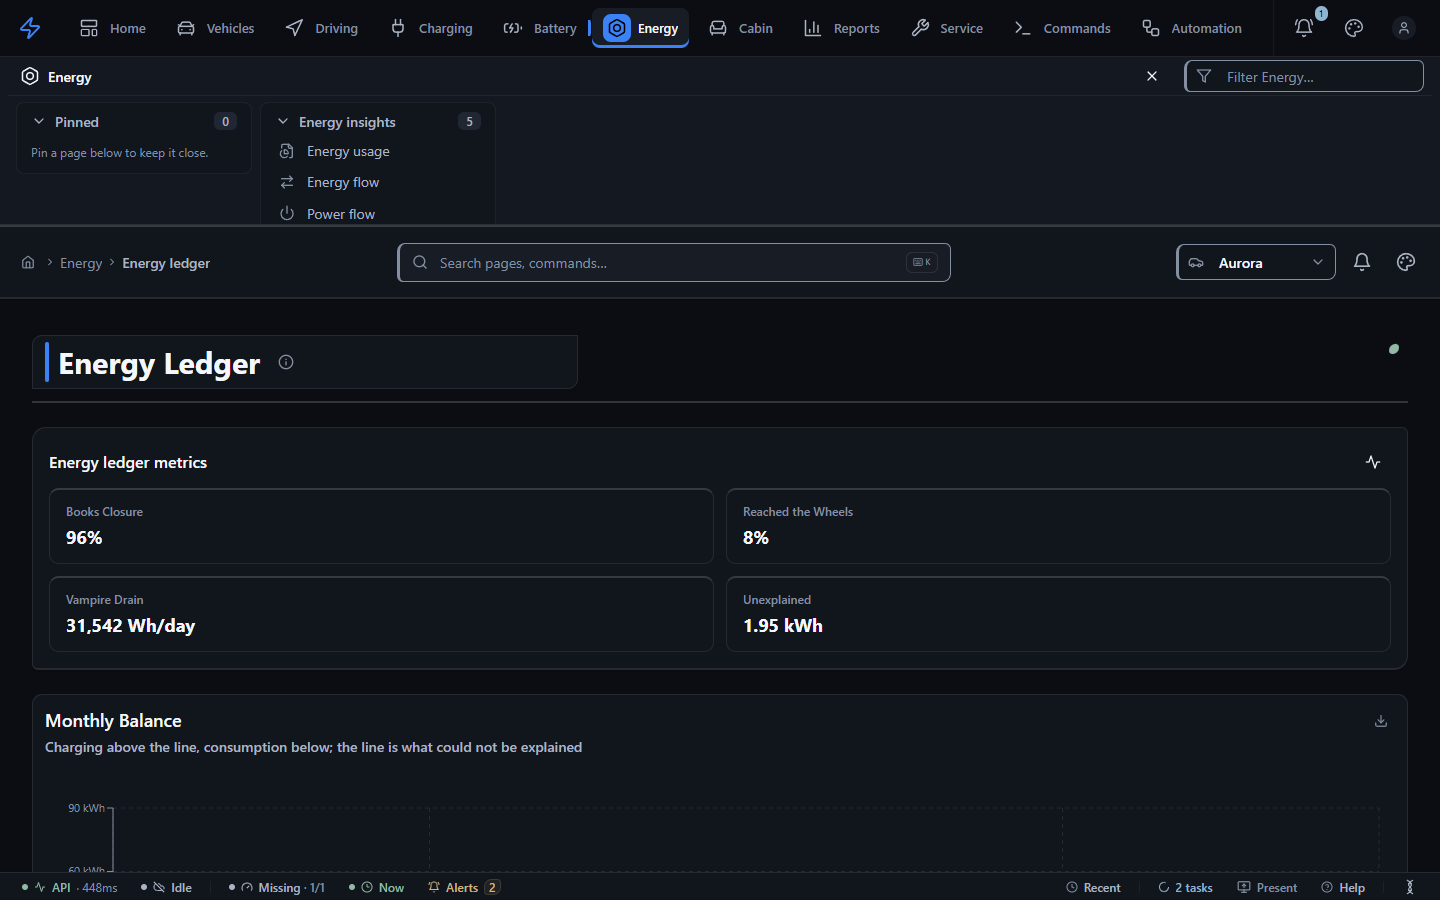 Home Vehicles Driving Charging Battery Energy Cabin Reports Service Commands Automation 1
Energy Filter Energy...
Pinned 0
Pin a page below to keep it close.
Energy insights 5
Energy usage
Energy flow
Power flow
Energy Energy ledger Search pages, commands... K Aurora
Energy Ledger
Energy ledger metrics
Books Closure
96%
Reached the Wheels
8%
Vampire Drain
31,542 Wh/day
Unexplained
1.95 kWh
Monthly Balance
Charging above the line, consumption below; the line is what could not be explained
90 kWh
60 kWh
API · 448ms Idle Missing · 1/1 Now Alerts 2 Recent 2 tasks Present Help